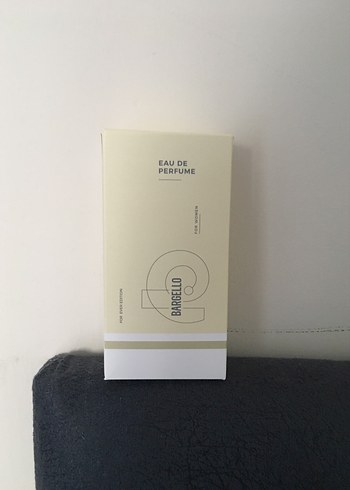 EAU DE
PERFUME
FOR WOMEN
BARGELLO